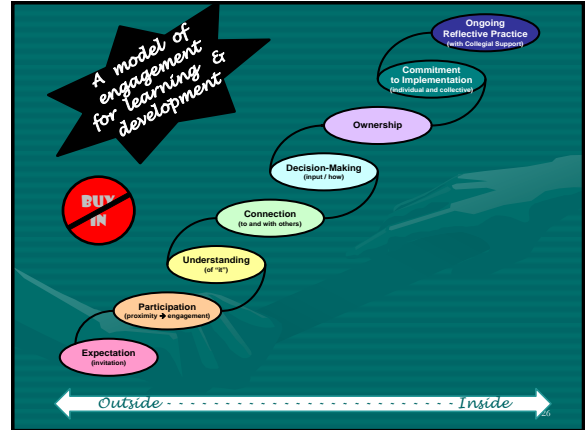 A model of
engagement
for learning &
development
Ongoing
Reflective Practice
(with Collegial Support)
Commitment
to Implementation
(individual and collective)
Ownership
Decision-Making
(input / how)
BUY
IN
Connection
(to and with others)
Understanding
(of "it")
Participation
(proximity ➔ engagement)
Expectation
(invitation)
Outside - - - - - - - - - - - - - - - - - - - - - - - - Inside
26